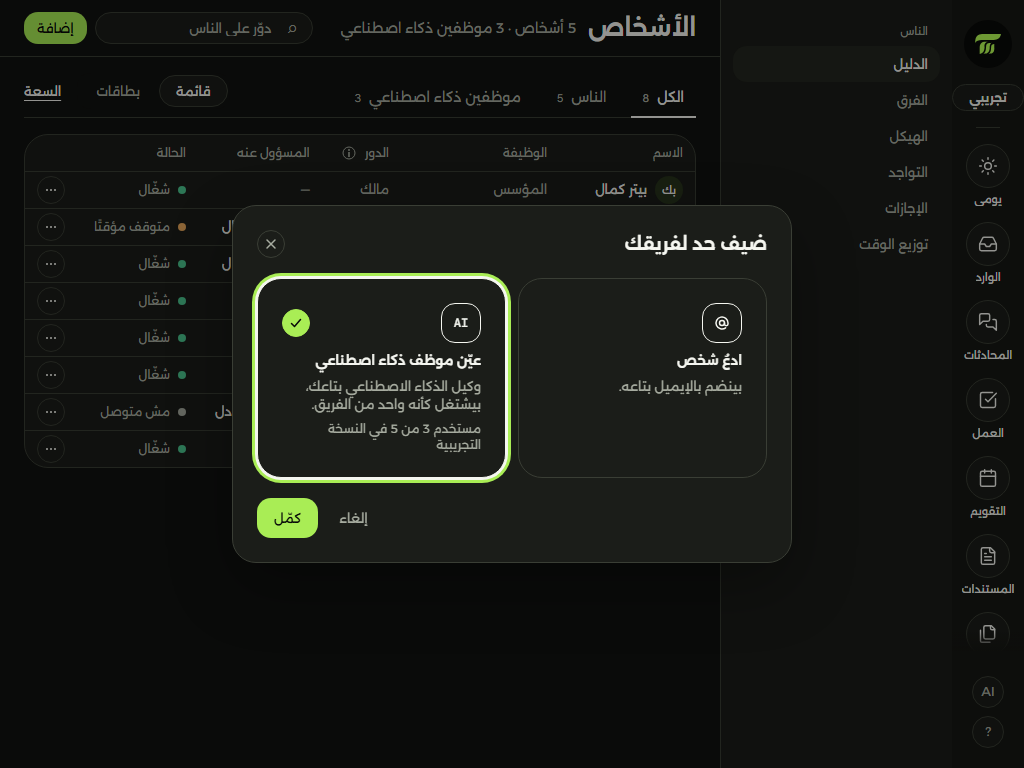 تجريبي
يومي
الوارد
المحادثات
العمل
التقويم
المستندات
AI
?
الناس
الدليل
الفرق
الهيكل
التواجد
الإجازات
توزيع الوقت
الأشخاص
5 أشخاص · 3 موظفين ذكاء اصطناعي
دوّر على الناس
إضافة
الكل 8
الناس 5
موظفين ذكاء اصطناعي 3
قائمة
بطاقات
السعة
الاسم الوظيفة الدور المسؤول عنه الحالة
بك بيتر كمال المؤسس مالك — شغّال
متوقف مؤقتًا
شغّال
شغّال
شغّال
شغّال
مش متوصل
شغّال
ضيف حد لفريقك
@
ادعُ شخص
بينضم بالإيميل بتاعه.
AI
عيّن موظف ذكاء اصطناعي
وكيل الذكاء الاصطناعي بتاعك،
بيشتغل كأنه واحد من الفريق.
مستخدم 3 من 5 في النسخة
التجريبية
إلغاء
كمّل